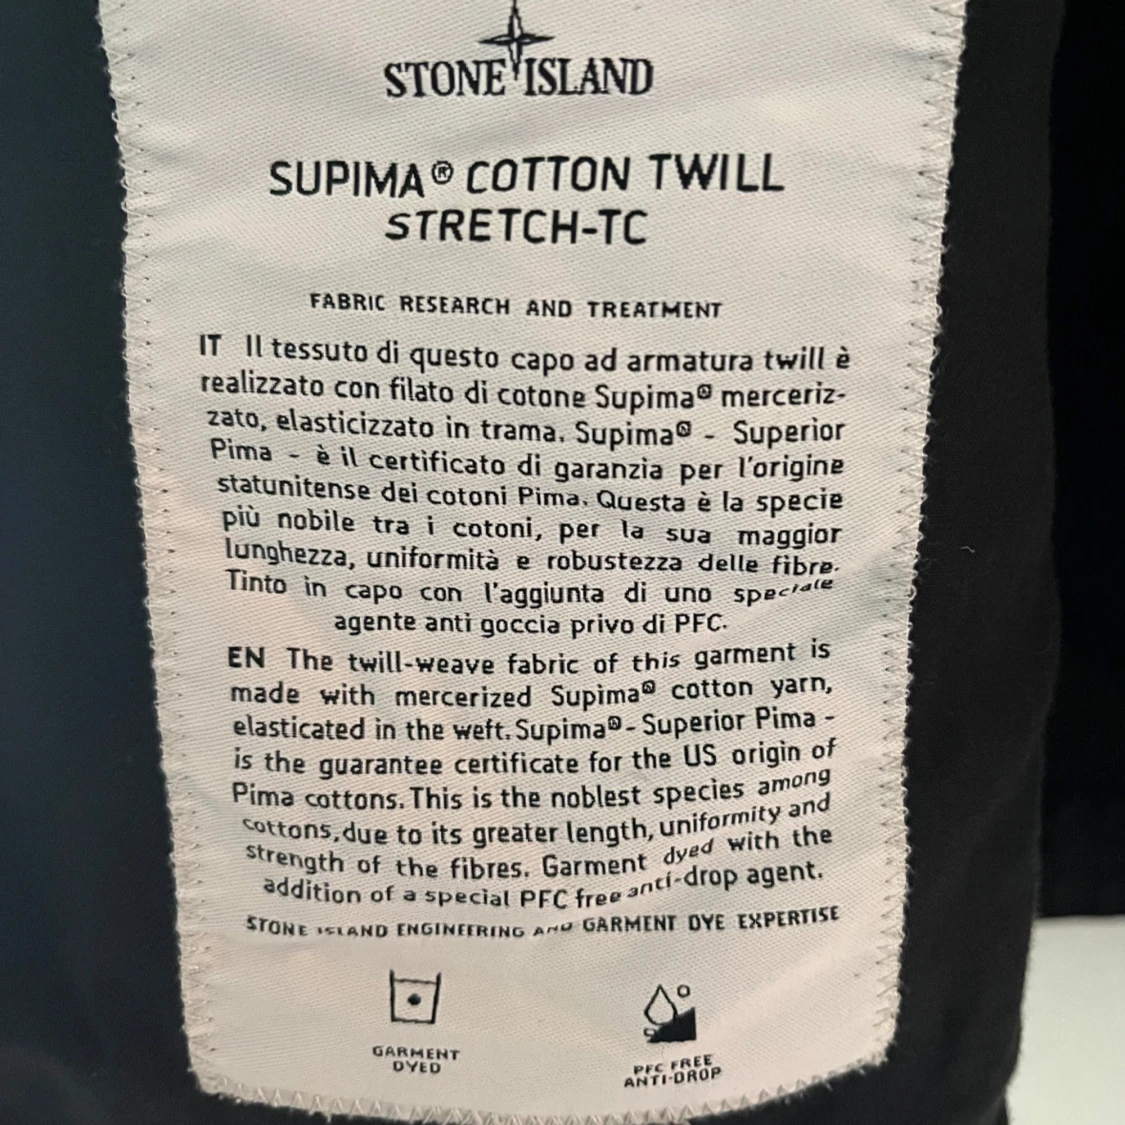 STONE ISLAND
SUPIMA® COTTON TWILL
STRETCH-TC
FABRIC RESEARCH AND TREATMENT
IT Il tessuto di questo capo ad armatura twill è
realizzato con filato di cotone Supima® merceriz-
zato, elasticizzato in trama. Supima® - Superior
Pima - è il certificato di garanzia per l'origine
statunitense dei cotoni Pima. Questa è la specie
più nobile tra i cotoni, per la sua maggior
lunghezza, uniformità e robustezza delle fibre.
Tinto in capo con l'aggiunta di uno speciale
agente anti goccia privo di PFC.
EN The twill-weave fabric of this garment is
made with mercerized Supima® cotton yarn,
elasticated in the weft. Supima® - Superior Pima -
is the guarantee certificate for the US origin of
Pima cottons. This is the noblest species among
cottons, due to its greater length, uniformity and
strength of the fibres. Garment dyed with the
addition of a special PFC free anti-drop agent.
STONE ISLAND ENGINEERING AND GARMENT DYE EXPERTISE
GARMENT
DYED
PFC FREE
ANTI-DROP